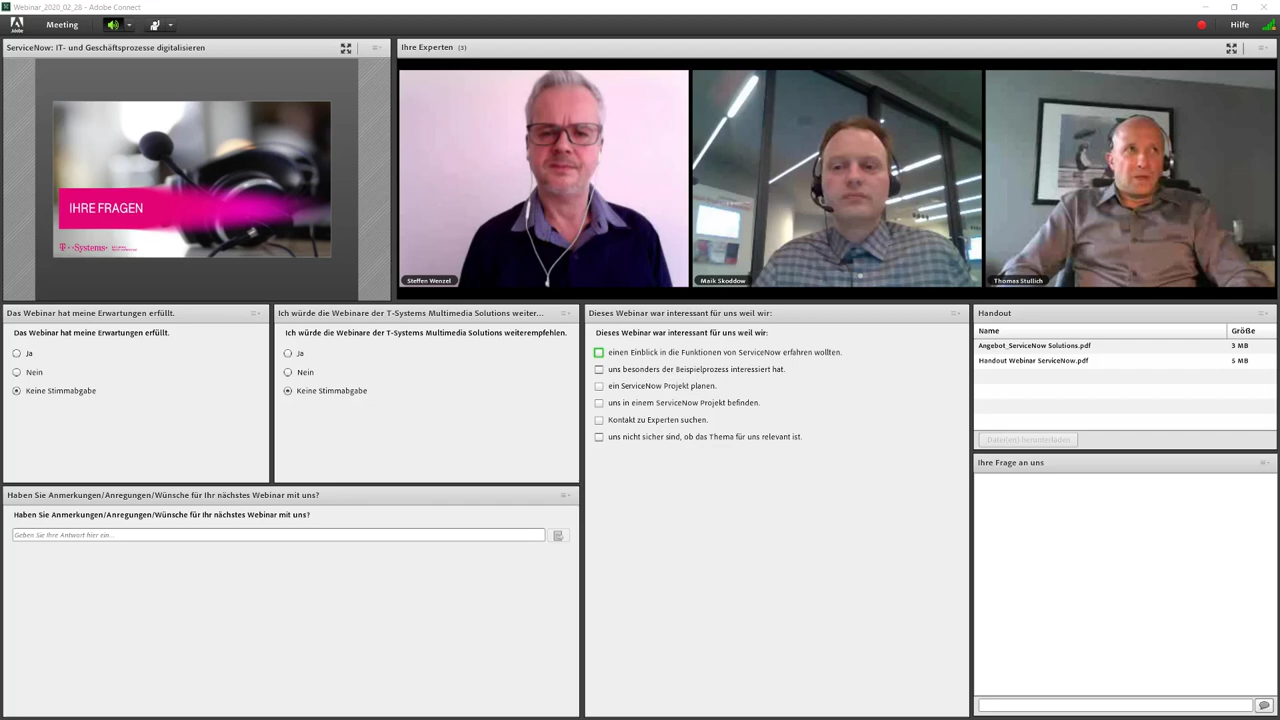 Webinar_2020_02_28 - Adobe Connect
Adobe
Meeting
Hilfe
ServiceNow: IT- und Geschäftsprozesse digitalisieren
IHRE FRAGEN
T··Systems·
Ihre Experten (3)
Steffen Wenzel
Maik Skoddow
Thomas Stullich
Das Webinar hat meine Erwartungen erfüllt.
Das Webinar hat meine Erwartungen erfüllt.
Ja
Nein
Keine Stimmabgabe
Ich würde die Webinare der T-Systems Multimedia Solutions weiter...
Ich würde die Webinare der T-Systems Multimedia Solutions weiterempfehlen.
Ja
Nein
Keine Stimmabgabe
Dieses Webinar war interessant für uns weil wir:
Dieses Webinar war interessant für uns weil wir:
einen Einblick in die Funktionen von ServiceNow erfahren wollten.
uns besonders der Beispielprozess interessiert hat.
ein ServiceNow Projekt planen.
uns in einem ServiceNow Projekt befinden.
Kontakt zu Experten suchen.
uns nicht sicher sind, ob das Thema für uns relevant ist.
Handout
Name Größe
Angebot_ServiceNow Solutions.pdf 3 MB
Handout Webinar ServiceNow.pdf 5 MB
Datei(en) herunterladen
Ihre Frage an uns
Haben Sie Anmerkungen/Anregungen/Wünsche für Ihr nächstes Webinar mit uns?
Haben Sie Anmerkungen/Anregungen/Wünsche für Ihr nächstes Webinar mit uns?
Geben Sie Ihre Antwort hier ein...